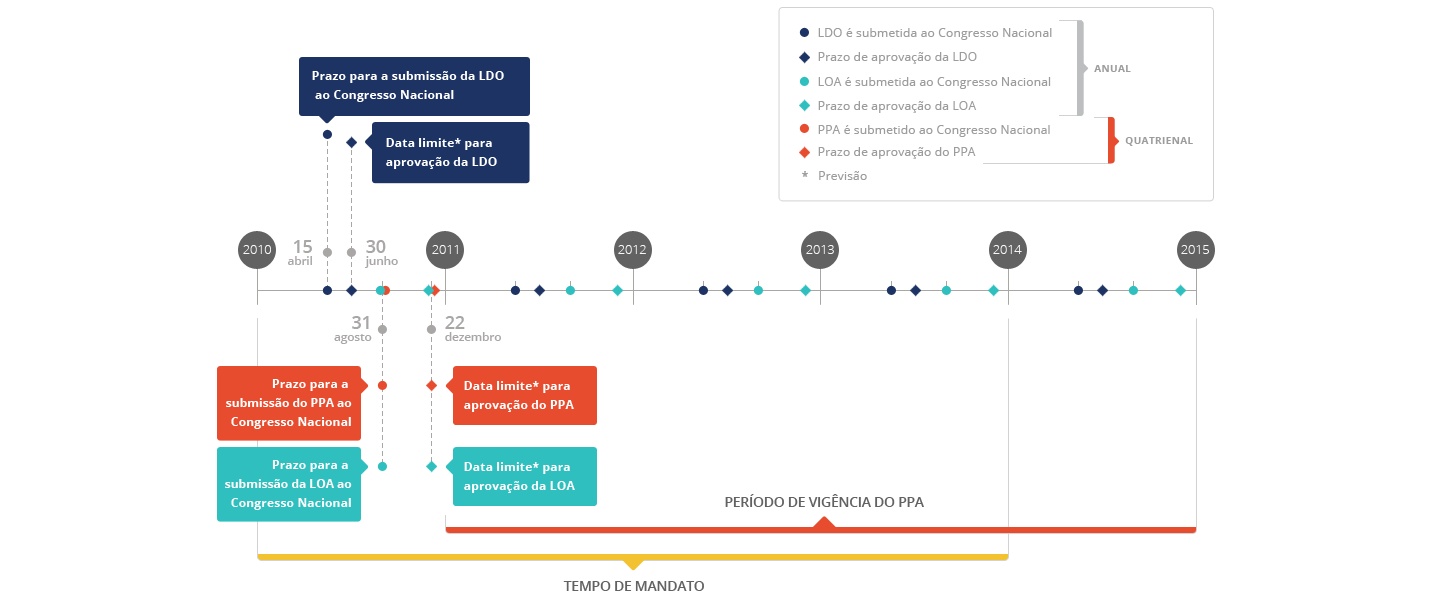 LDO é submetida ao Congresso Nacional
Prazo de aprovação da LDO
LOA é submetida ao Congresso Nacional
Prazo de aprovação da LOA
PPA é submetido ao Congresso Nacional
Prazo de aprovação do PPA
* Previsão
ANUAL
QUATRIENAL
Prazo para a submissão da LDO
ao Congresso Nacional
Data limite* para
aprovação da LDO
2010
15
abril
30
junho
2011
2012
2013
2014
2015
31
agosto
22
dezembro
Prazo para a
submissão do PPA ao
Congresso Nacional
Data limite* para
aprovação do PPA
Prazo para a
submissão da LOA ao
Congresso Nacional
Data limite* para
aprovação da LOA
PERÍODO DE VIGÊNCIA DO PPA
TEMPO DE MANDATO